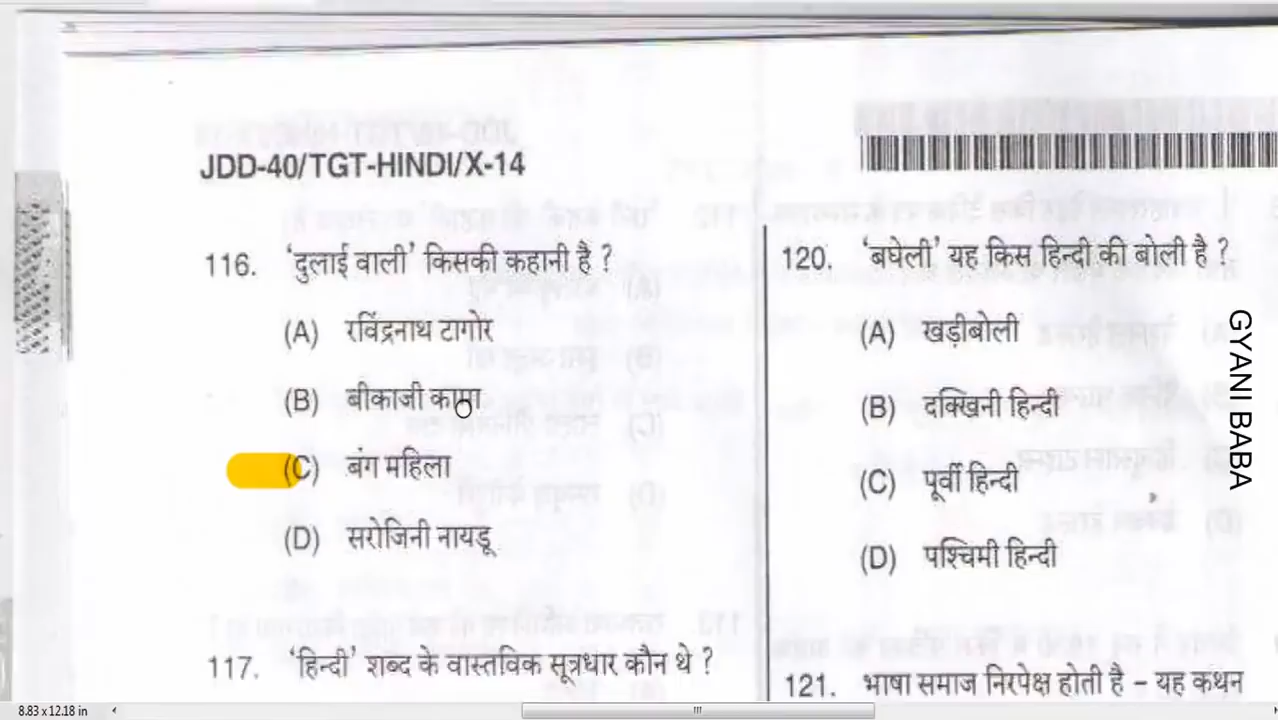 JDD-40/TGT-HINDI/X-14
116. ‘दुलाई वाली’ किसकी कहानी है ?
(A) रविंद्रनाथ टागोर
(B) बीकाजी कामा
(C) बंग महिला
(D) सरोजिनी नायडू
117. ‘हिन्दी’ शब्द के वास्तविक सूत्रधार कौन थे ?
120. ‘बघेली’ यह किस हिन्दी की बोली है ?
(A) खड़ीबोली
(B) दक्खिनी हिन्दी
(C) पूर्वी हिन्दी
(D) पश्चिमी हिन्दी
121. भाषा समाज निरपेक्ष होती है – यह कथन
GYANI BABA
8.83 x 12.18 in